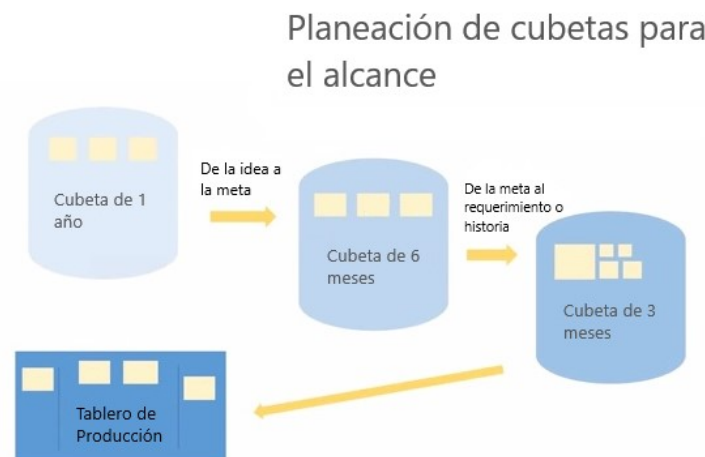 Planeación de cubetas para
el alcance
Cubeta de 1
año
De la idea a
la meta
Cubeta de 6
meses
De la meta al
requerimiento o
historia
Cubeta de 3
meses
Tablero de
Producción